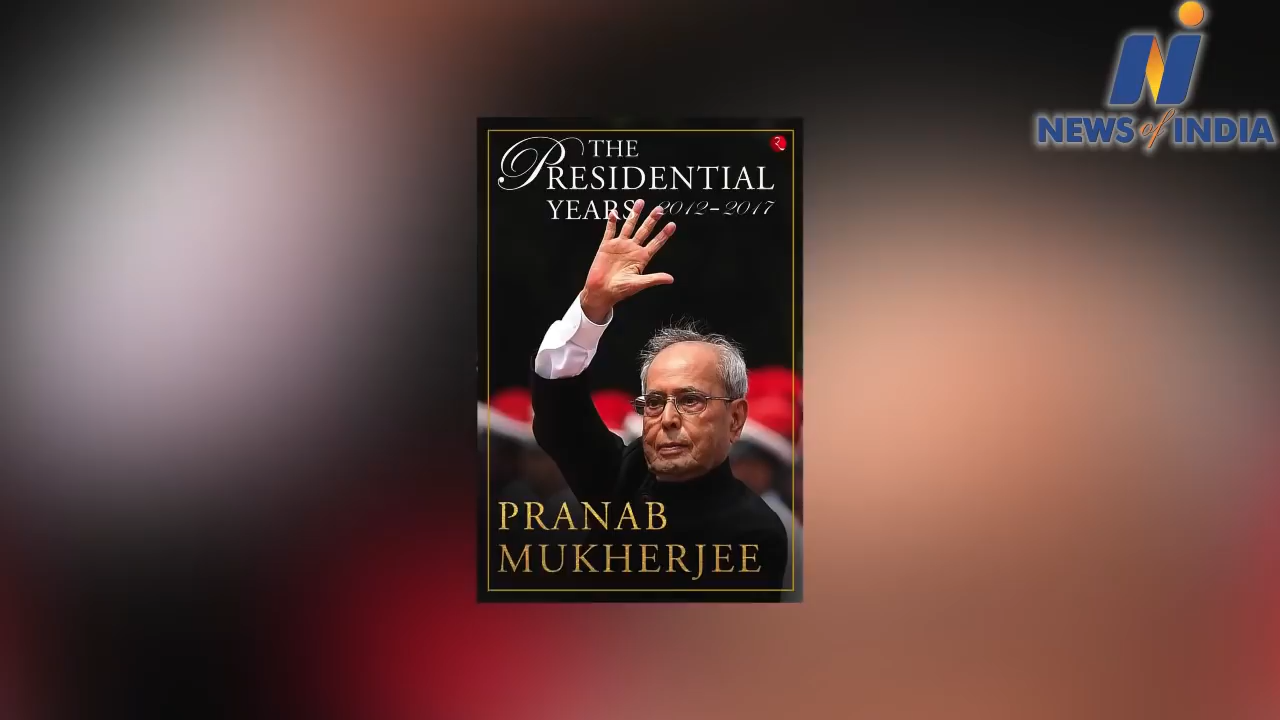 THE
PRESIDENTIAL
YEARS 2012–2017
PRANAB
MUKHERJEE
NEWS of INDIA